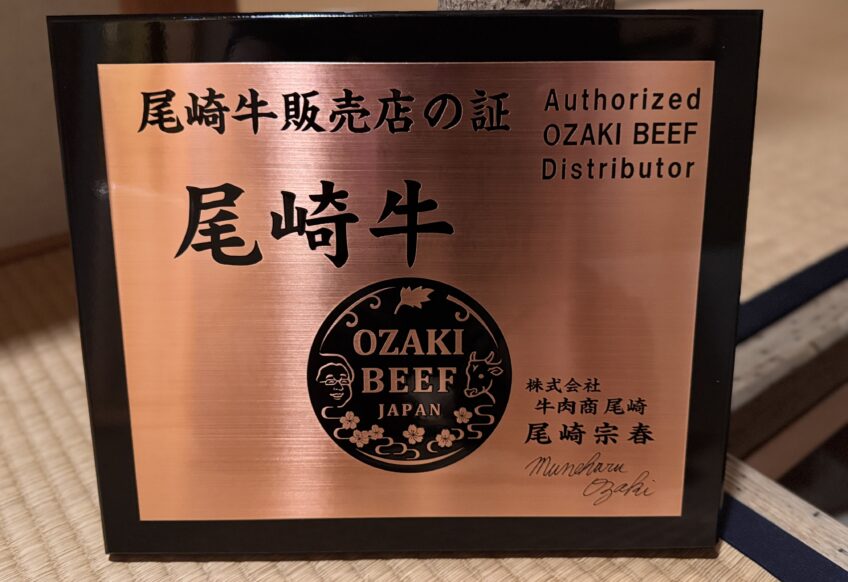 尾崎牛販売店の証
Authorized
OZAKI BEEF
Distributor
尾崎牛
OZAKI
BEEF
JAPAN
株式会社
牛肉商 尾崎
尾崎宗春
Muneharu
Ozaki